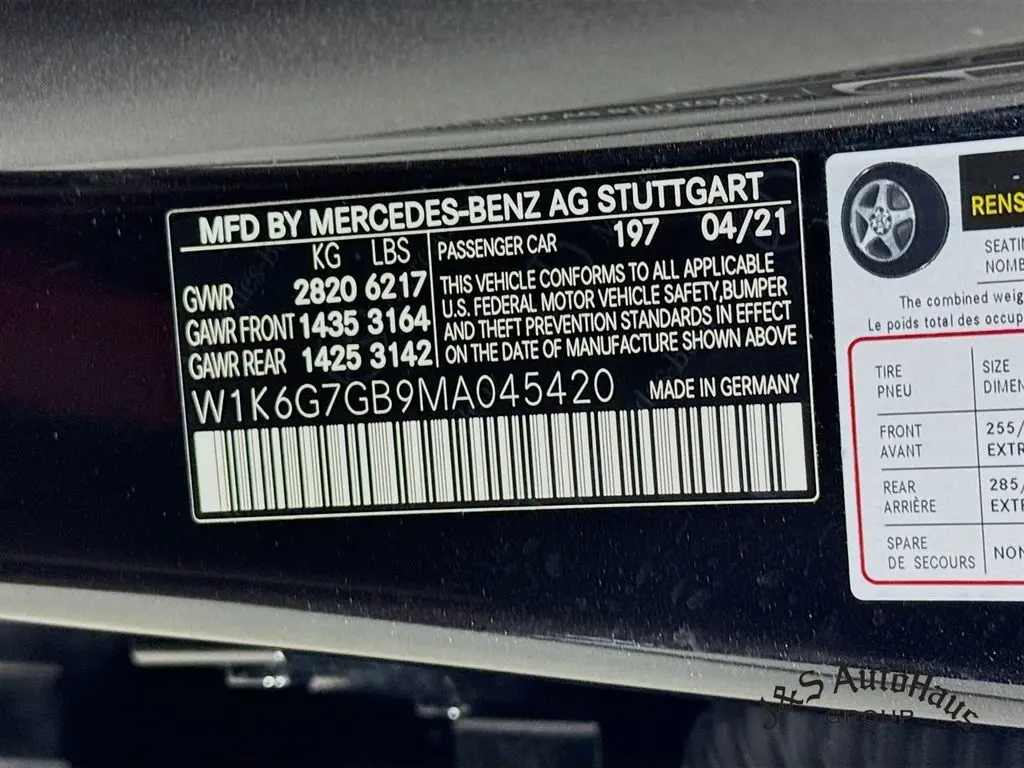 MFD BY MERCEDES-BENZ AG STUTTGART
KG LBS
GVWR 2820 6217
GAWR FRONT 1435 3164
GAWR REAR 1425 3142
PASSENGER CAR 197 04/21
THIS VEHICLE CONFORMS TO ALL APPLICABLE
U.S. FEDERAL MOTOR VEHICLE SAFETY, BUMPER
AND THEFT PREVENTION STANDARDS IN EFFECT
ON THE DATE OF MANUFACTURE SHOWN ABOVE
W1K6G7GB9MA045420 MADE IN GERMANY
RENS
SEATI
NOMB
The combined weig
Le poids total des occup
TIRE SIZE
PNEU DIMEN
FRONT 255/
AVANT EXTR
REAR 285/
ARRIÈRE EXTR
SPARE
DE SECOURS NON
S&S AutoHaus
GROUP